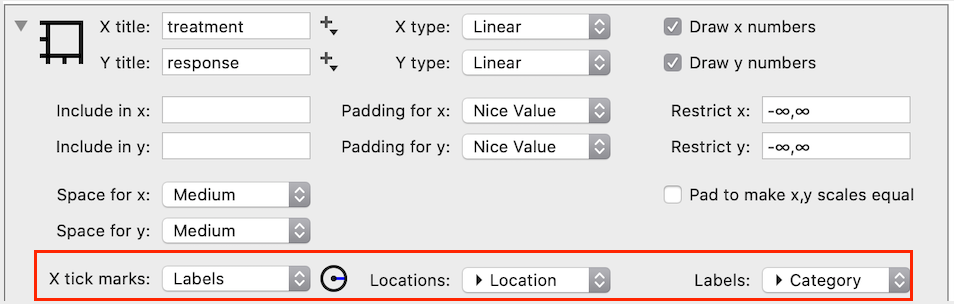 X title: treatment X type: Linear Draw x numbers
Y title: response Y type: Linear Draw y numbers
Include in x: Padding for x: Nice Value Restrict x: -∞,∞
Include in y: Padding for y: Nice Value Restrict y: -∞,∞
Space for x: Medium Pad to make x,y scales equal
Space for y: Medium
X tick marks: Labels Locations: Location Labels: Category